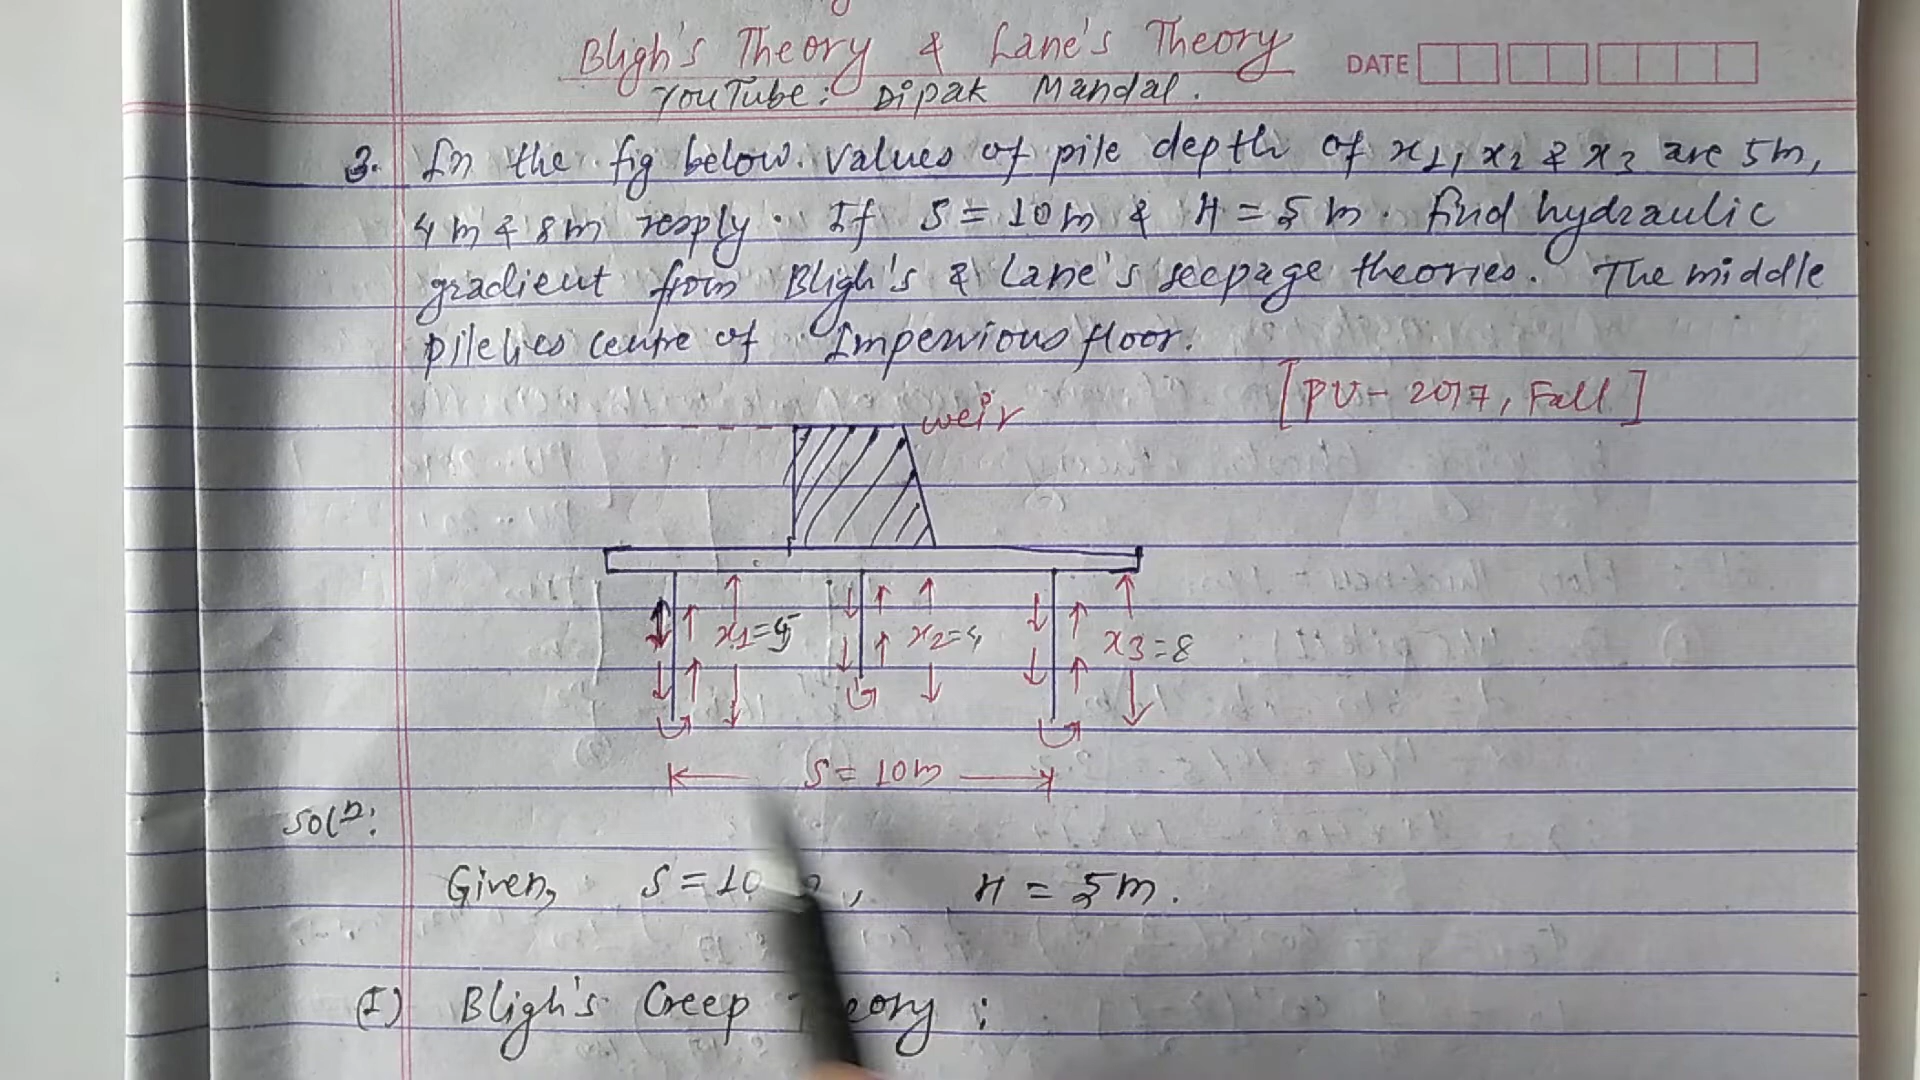 Bligh's Theory & Lane's Theory
DATE
YouTube: Dipak Mandal.
3. In the fig below. values of pile depth of x1, x2 & x3 are 5m,
4m & 8m resply. If S = 10m & H = 5m. find hydraulic
gradient from Bligh's & Lane's seepage theories. The middle
pile lies centre of Impervious floor.
[PU- 2017, Fall]
weir
x1=5 x2=4 x3=8
S = 10m
Soln:
Given, S = 10 , H = 5m.
(I) Bligh's Creep :